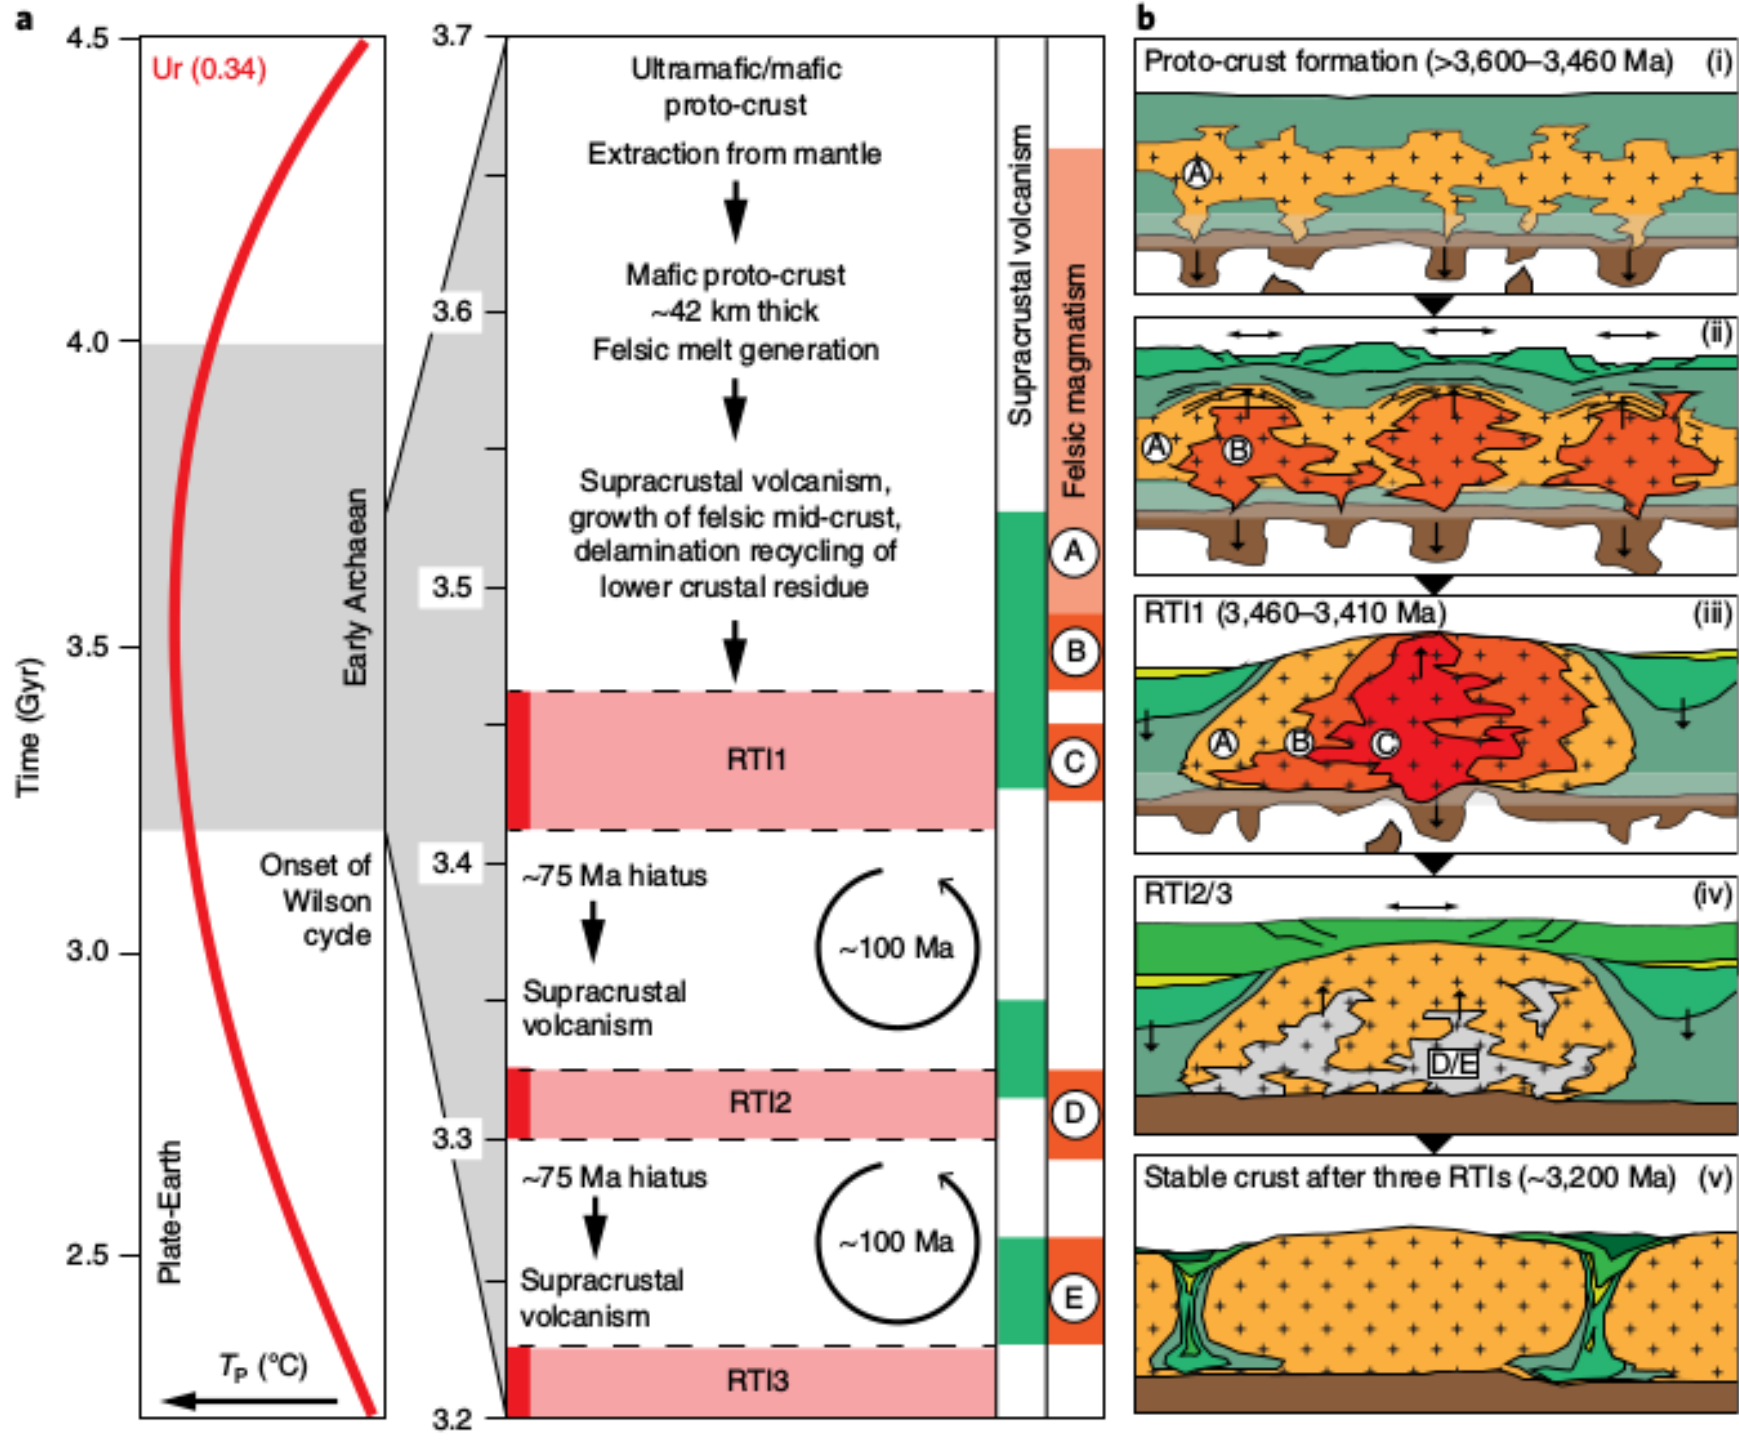 a
4.5
4.0
3.5
3.0
2.5
Time (Gyr)
Ur (0.34)
Early Archaean
Onset of
Wilson
cycle
Plate-Earth
TP (°C)
3.7
3.6
3.5
3.4
3.3
3.2
Ultramafic/mafic
proto-crust
Extraction from mantle
Mafic proto-crust
~42 km thick
Felsic melt generation
Supracrustal volcanism,
growth of felsic mid-crust,
delamination recycling of
lower crustal residue
RTI1
~75 Ma hiatus
~100 Ma
Supracrustal
volcanism
RTI2
~75 Ma hiatus
~100 Ma
Supracrustal
volcanism
RTI3
Supracrustal volcanism
Felsic magmatism
A
B
C
D
E
b
Proto-crust formation (>3,600–3,460 Ma) (i)
A
(ii)
A
B
RTI1 (3,460–3,410 Ma) (iii)
A
B
C
RTI2/3 (iv)
D/E
Stable crust after three RTIs (~3,200 Ma) (v)